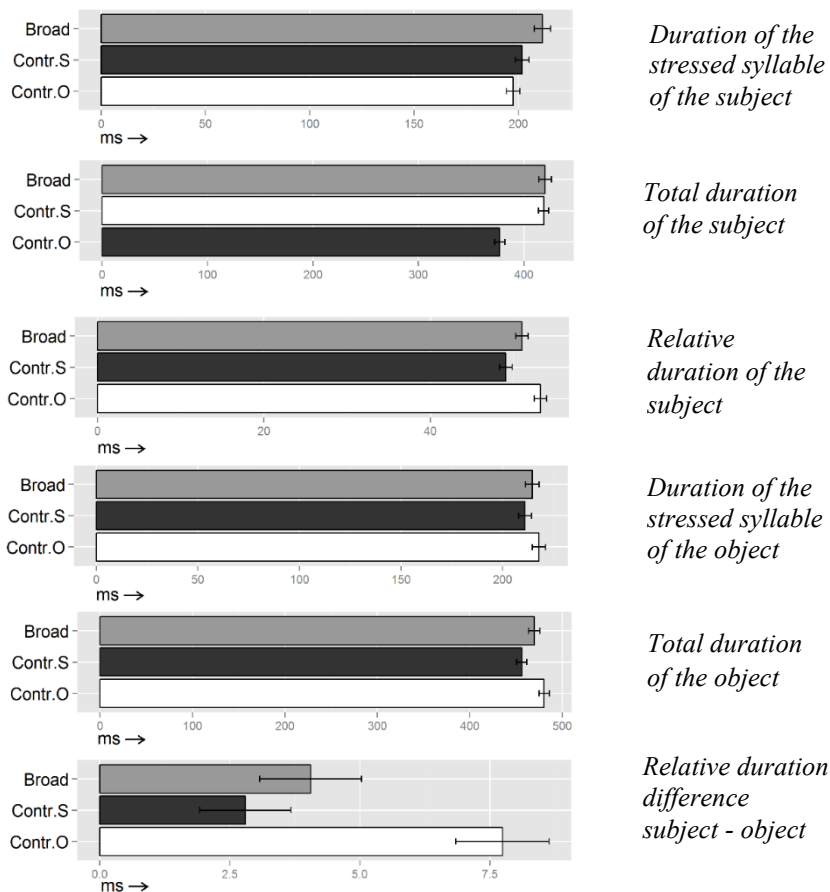 Broad
Contr.S
Contr.O
0 50 100 150 200
ms →
Duration of the
stressed syllable
of the subject
Broad
Contr.S
Contr.O
0 100 200 300 400
ms →
Total duration
of the subject
Broad
Contr.S
Contr.O
0 20 40
ms →
Relative
duration of the
subject
Broad
Contr.S
Contr.O
0 50 100 150 200
ms →
Duration of the
stressed syllable
of the object
Broad
Contr.S
Contr.O
0 100 200 300 400 500
ms →
Total duration
of the object
Broad
Contr.S
Contr.O
0.0 2.5 5.0 7.5
ms →
Relative duration
difference
subject - object